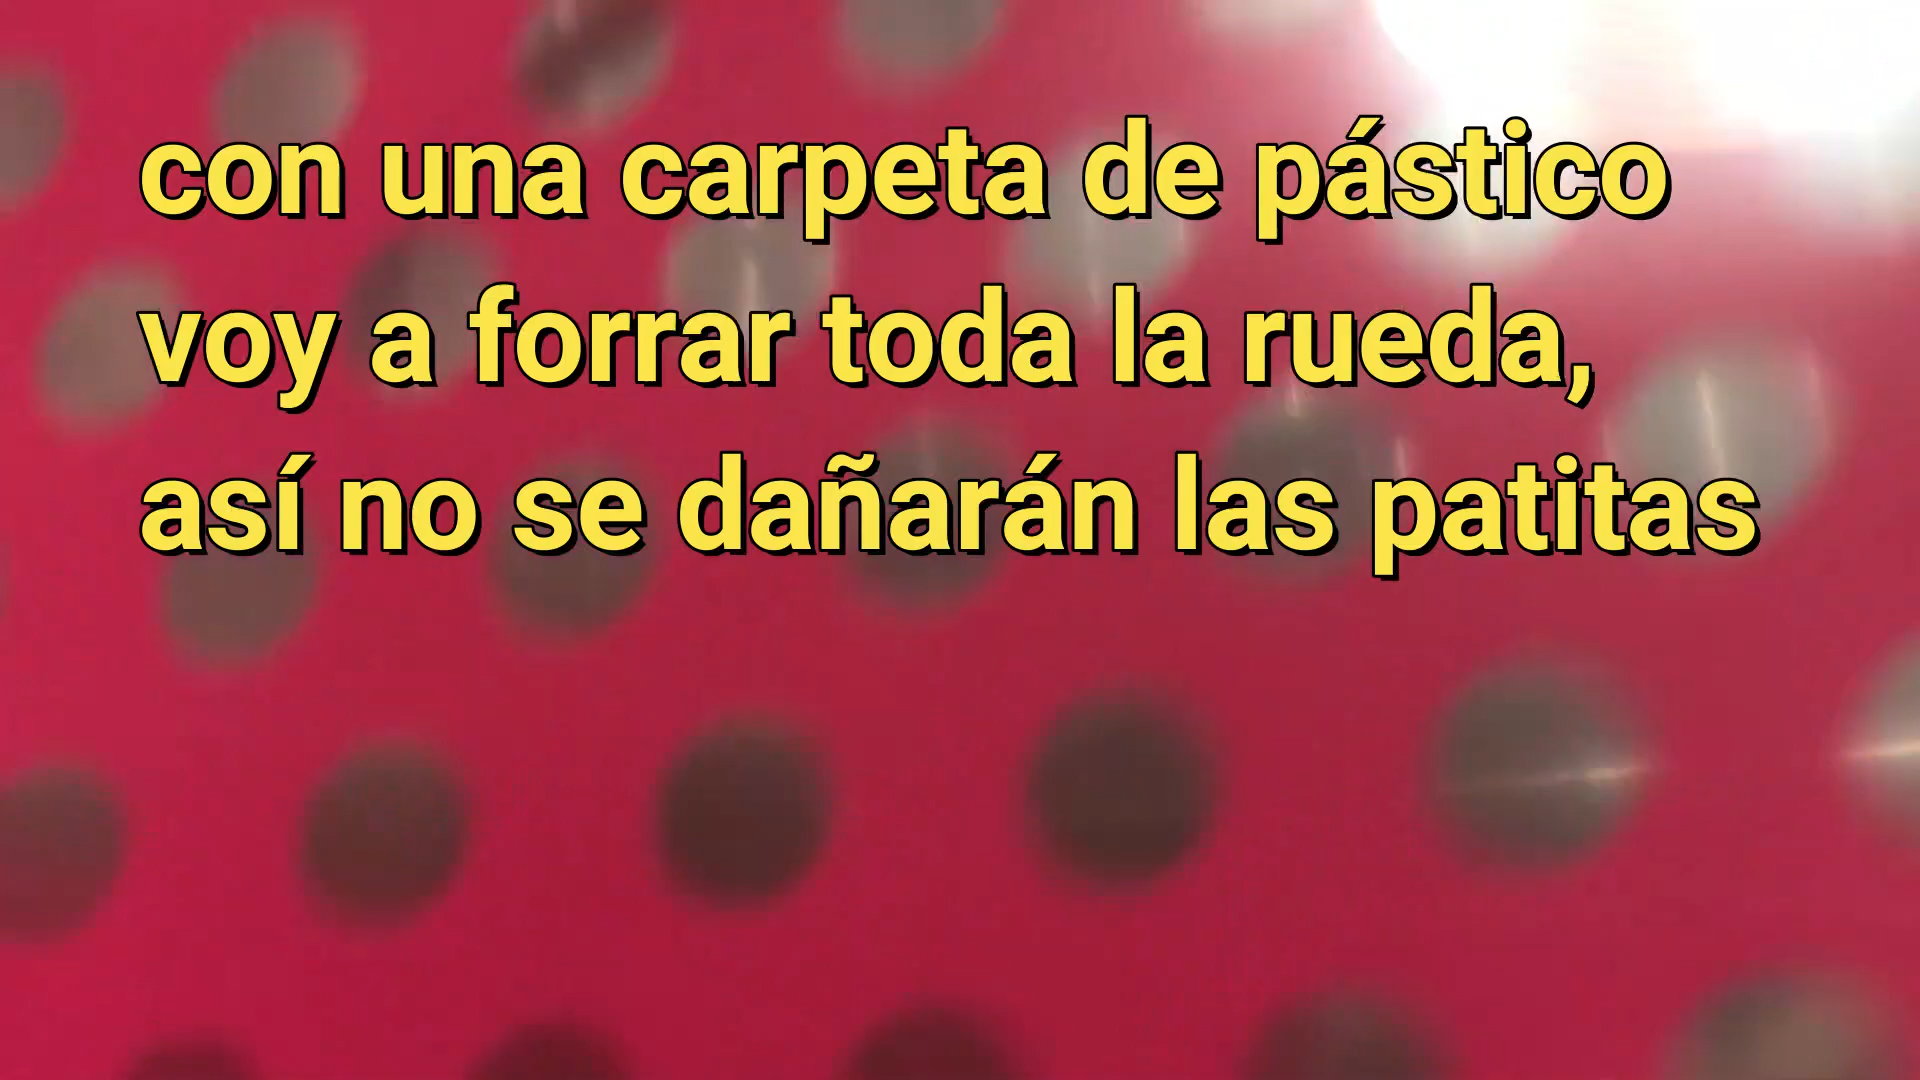 con una carpeta de pástico
voy a forrar toda la rueda,
así no se dañarán las patitas